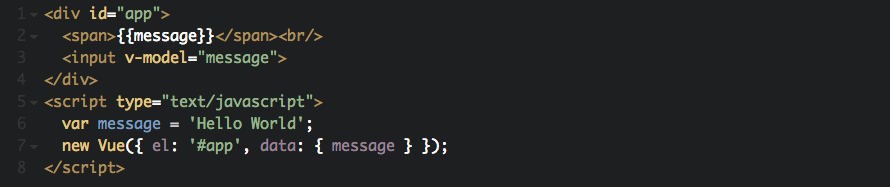 1 <div id="app">
2   <span>{{message}}</span><br/>
3   <input v-model="message">
4 </div>
5 <script type="text/javascript">
6   var message = 'Hello World';
7   new Vue({ el: '#app', data: { message } });
8 </script>